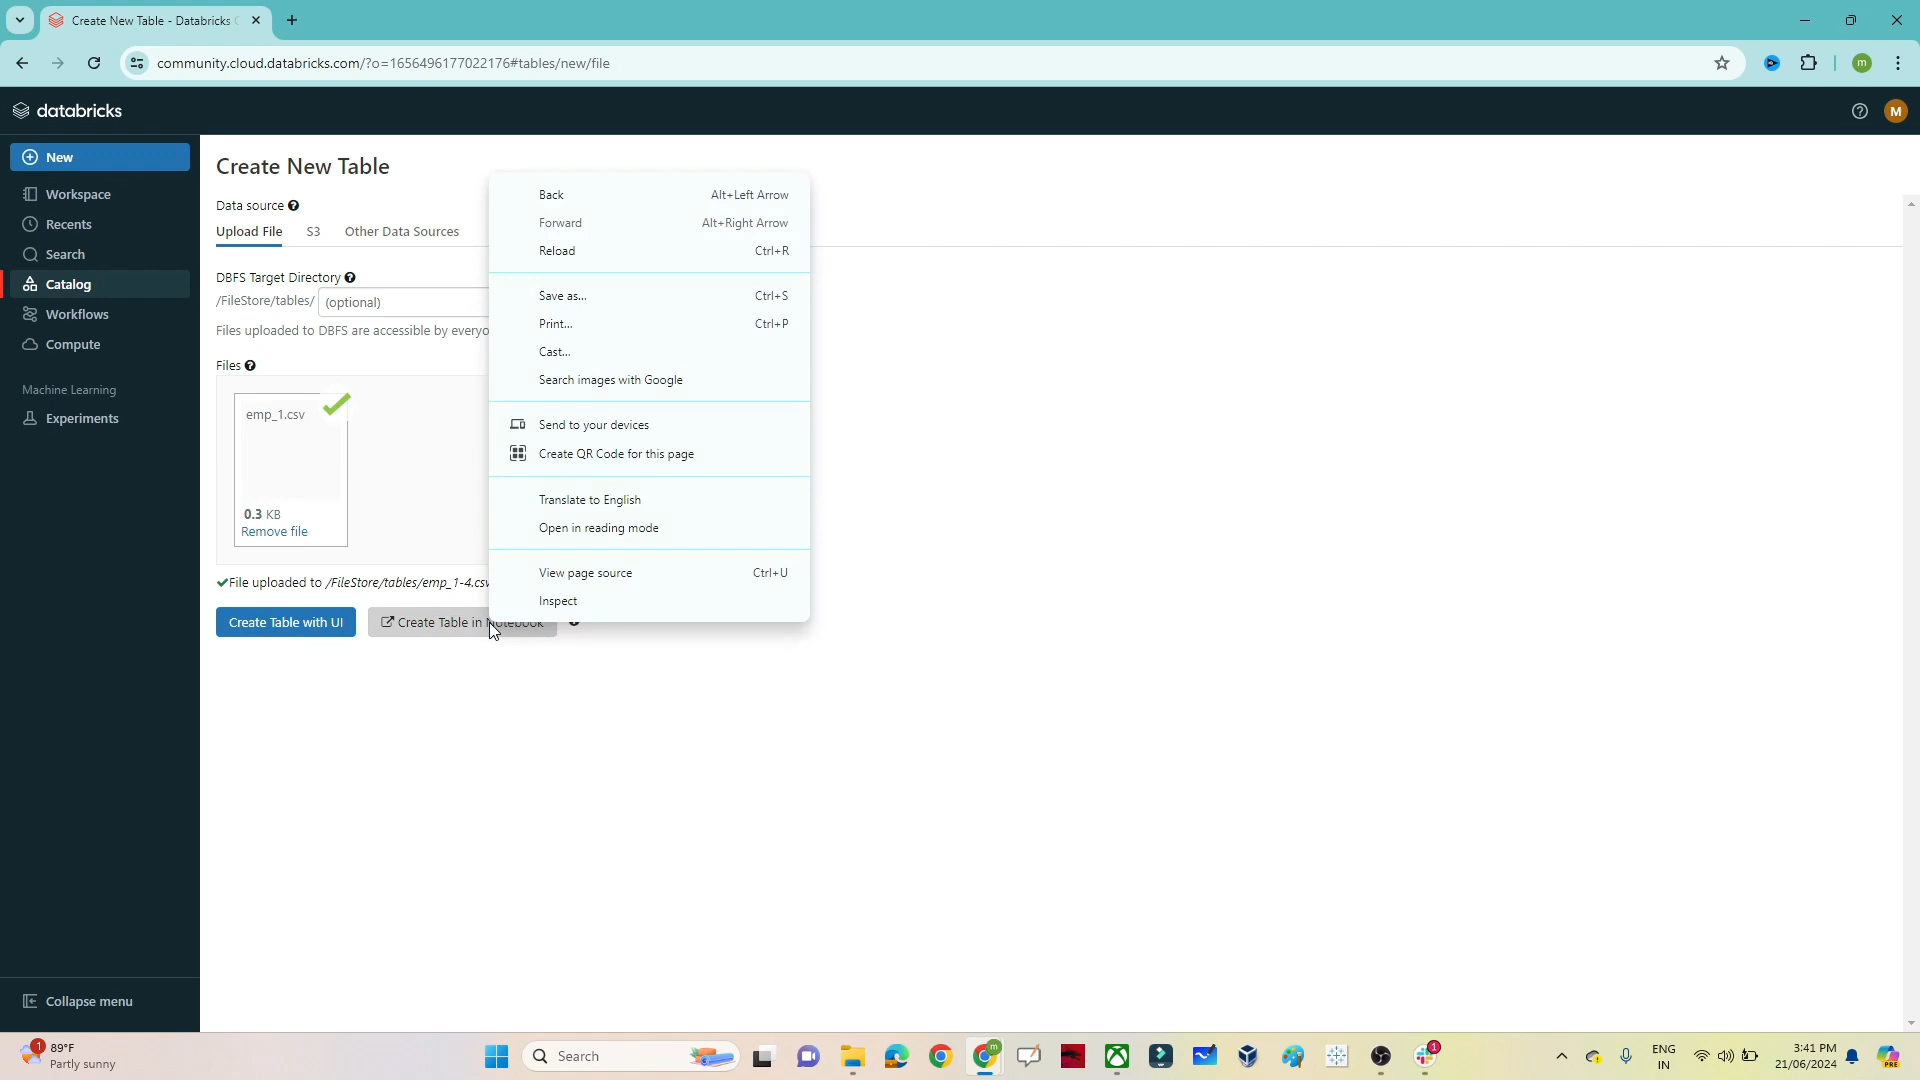 Create New Table - Databricks
community.cloud.databricks.com/?o=1656496177022176#tables/new/file
m
databricks
M
New
Workspace
Recents
Search
Catalog
Workflows
Compute
Machine Learning
Experiments
Collapse menu
Create New Table
Data source
Upload File S3 Other Data Sources
DBFS Target Directory
/FileStore/tables/ (optional)
Files uploaded to DBFS are accessible by everyo
Files
emp_1.csv
0.3 KB
Remove file
File uploaded to /FileStore/tables/emp_1-4.csv
Create Table with UI Create Table in Notebook
Back Alt+Left Arrow
Forward Alt+Right Arrow
Reload Ctrl+R
Save as... Ctrl+S
Print... Ctrl+P
Cast...
Search images with Google
Send to your devices
Create QR Code for this page
Translate to English
Open in reading mode
View page source Ctrl+U
Inspect
1
89°F
Partly sunny
Search
m
1
ENG
IN
3:41 PM
21/06/2024
PRE